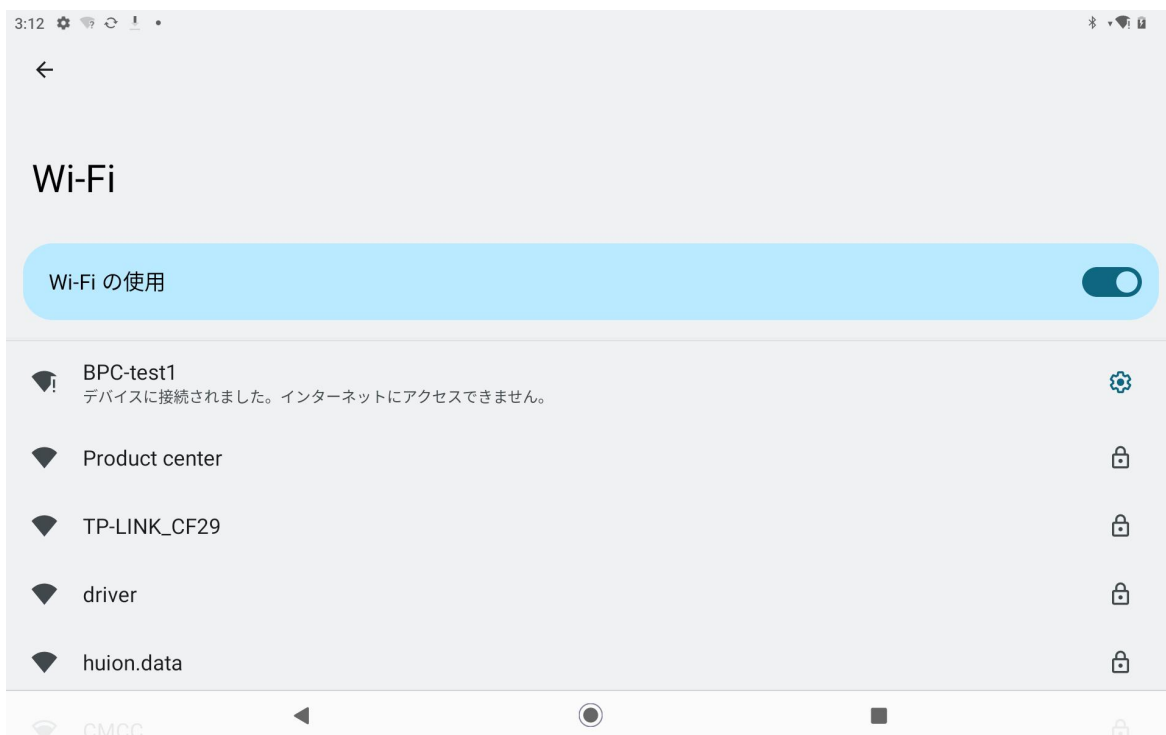 3:12
Wi-Fi
Wi-Fi の使用
BPC-test1
デバイスに接続されました。インターネットにアクセスできません。
Product center
TP-LINK_CF29
driver
huion.data
CMCC